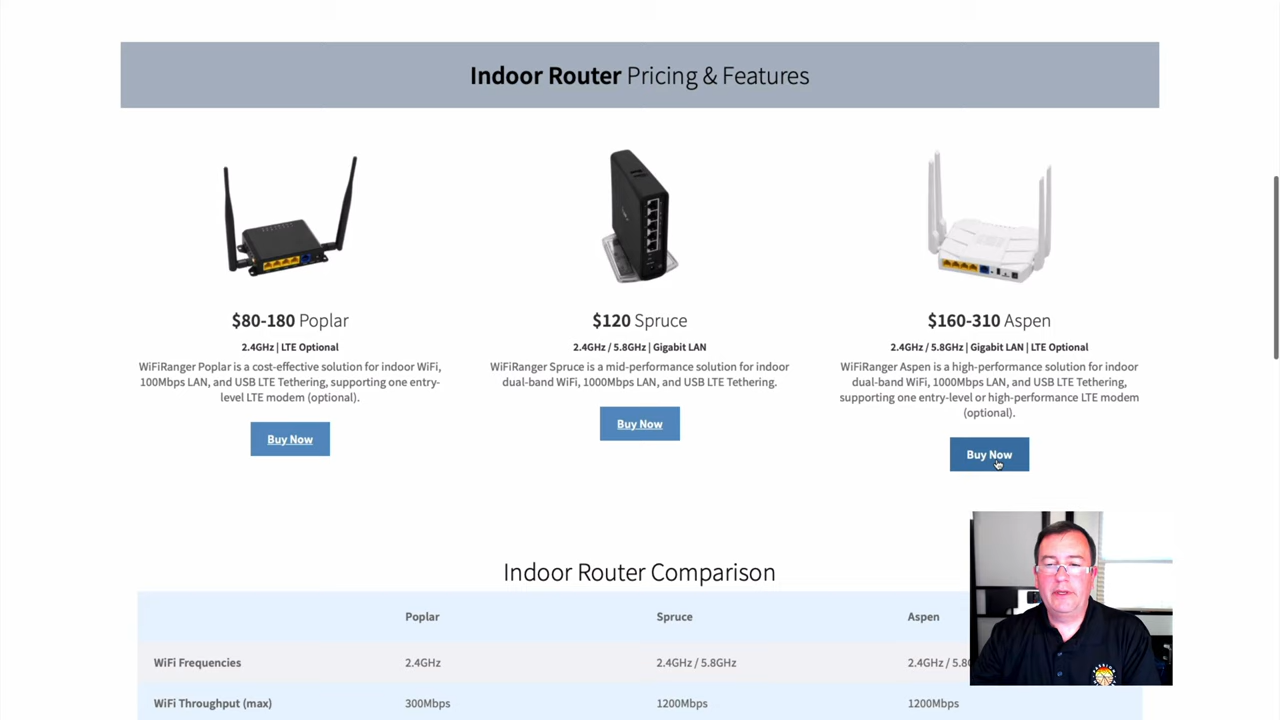 Indoor Router Pricing & Features
$80-180 Poplar
2.4GHz | LTE Optional
WiFiRanger Poplar is a cost-effective solution for indoor WiFi,
100Mbps LAN, and USB LTE Tethering, supporting one entry-
level LTE modem (optional).
Buy Now
$120 Spruce
2.4GHz / 5.8GHz | Gigabit LAN
WiFiRanger Spruce is a mid-performance solution for indoor
dual-band WiFi, 1000Mbps LAN, and USB LTE Tethering.
Buy Now
$160-310 Aspen
2.4GHz / 5.8GHz | Gigabit LAN | LTE Optional
WiFiRanger Aspen is a high-performance solution for indoor
dual-band WiFi, 1000Mbps LAN, and USB LTE Tethering,
supporting one entry-level or high-performance LTE modem
(optional).
Buy Now
Indoor Router Comparison
Poplar Spruce Aspen
WiFi Frequencies 2.4GHz 2.4GHz / 5.8GHz 2.4GHz / 5.8G
WiFi Throughput (max) 300Mbps 1200Mbps 1200Mbps